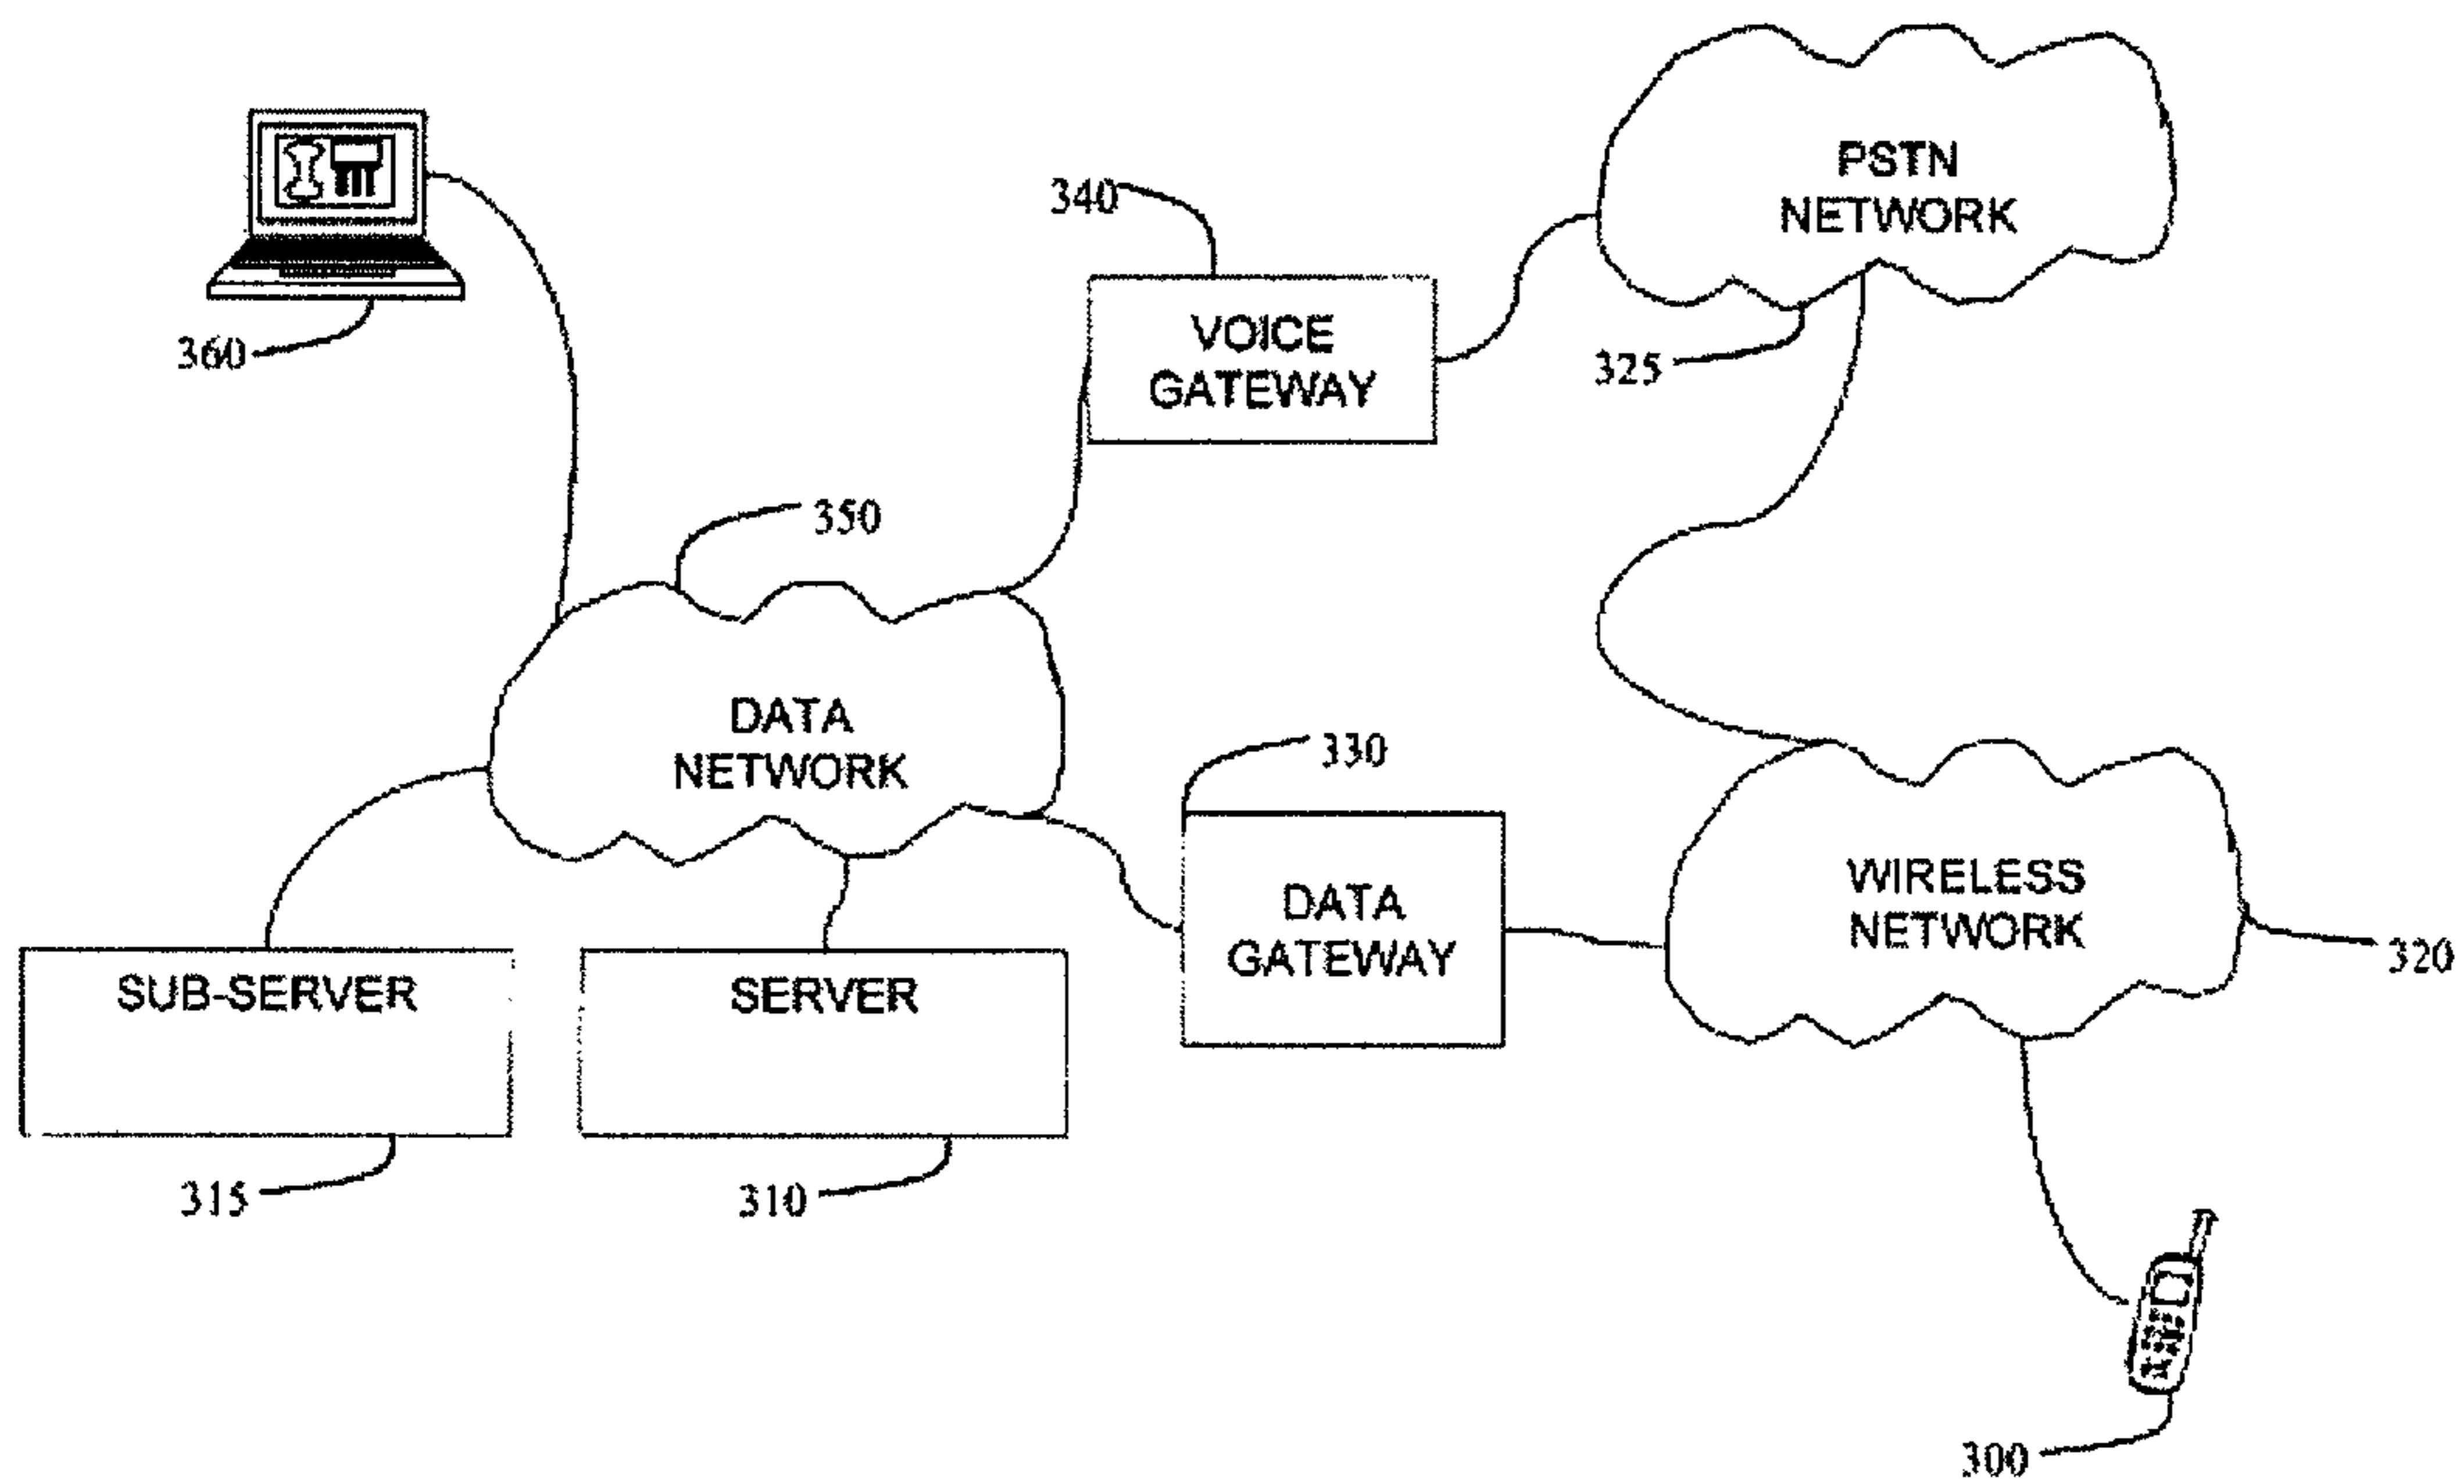 PSTN
NETWORK
340
VOICE
GATEWAY
360
325
350
DATA
NETWORK
330
DATA
GATEWAY
WIRELESS
NETWORK
320
SUB-SERVER
SERVER
315
310
300